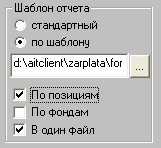 Шаблон отчета
стандартный
по шаблону
d:\aitclient\zarplata\for
...
По позициям
По фондам
В один файл